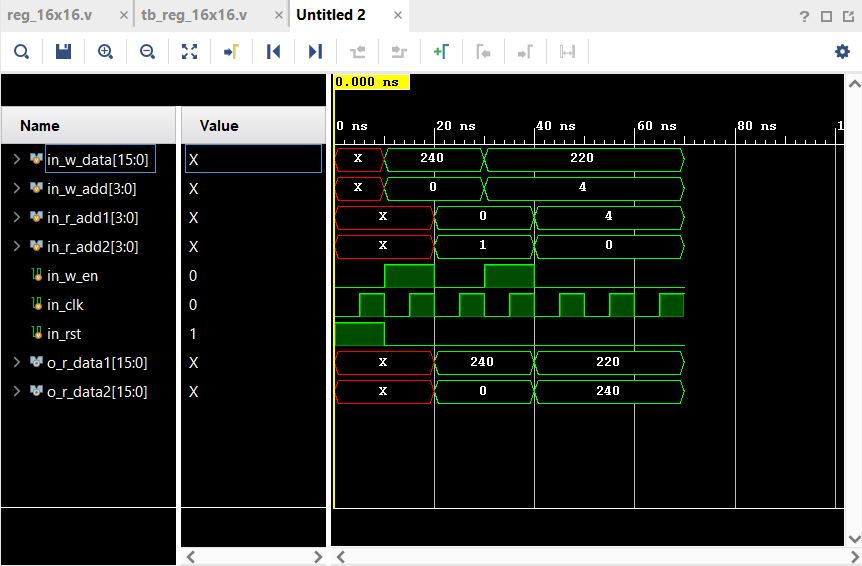 reg_16x16.v × tb_reg_16x16.v × Untitled 2 ×
?
0.000 ns
Name Value
0 ns 20 ns 40 ns 60 ns 80 ns 1
in_w_data[15:0] X X 240 220
in_w_add[3:0] X X 0 4
in_r_add1[3:0] X X 0 4
in_r_add2[3:0] X X 1 0
in_w_en 0
in_clk 0
in_rst 1
o_r_data1[15:0] X X 240 220
o_r_data2[15:0] X X 0 240